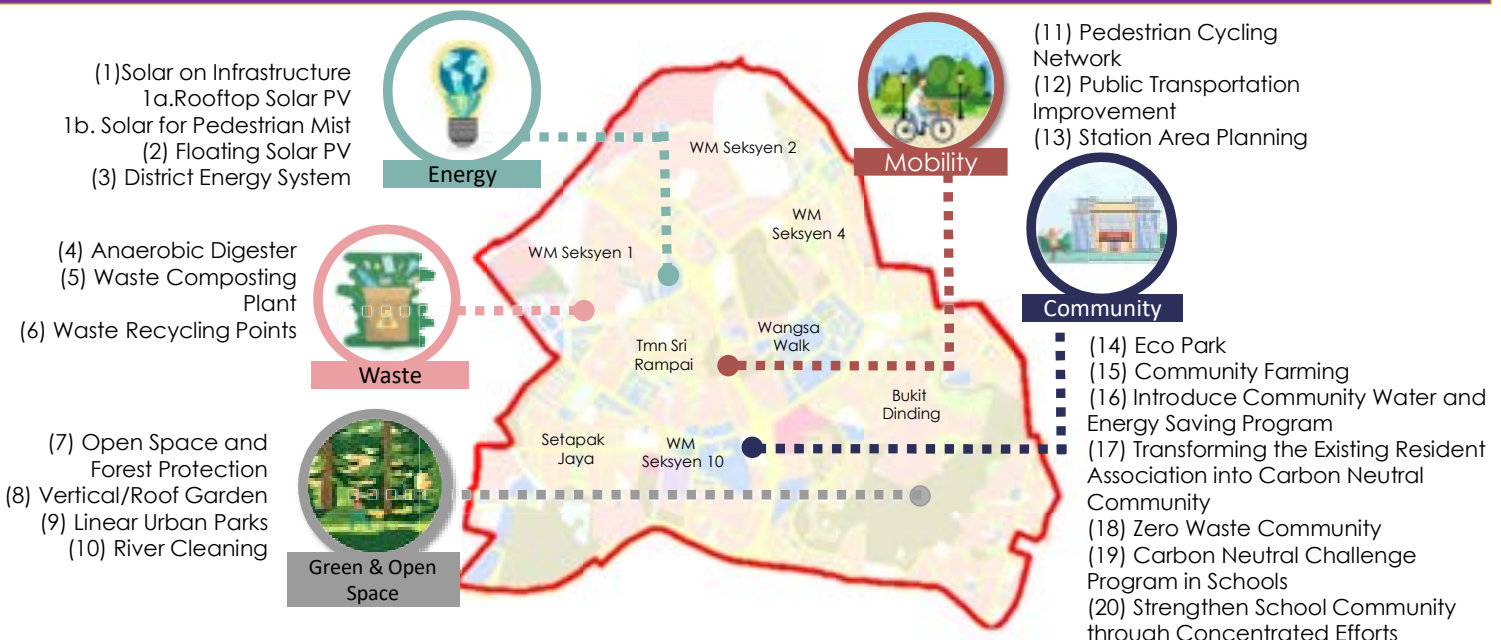 (1)Solar on Infrastructure
1a.Rooftop Solar PV
1b. Solar for Pedestrian Mist
(2) Floating Solar PV
(3) District Energy System
Energy
(4) Anaerobic Digester
(5) Waste Composting
Plant
(6) Waste Recycling Points
Waste
(7) Open Space and
Forest Protection
(8) Vertical/Roof Garden
(9) Linear Urban Parks
(10) River Cleaning
Green & Open
Space
WM Seksyen 2
WM
Seksyen 4
WM Seksyen 1
Wangsa
Walk
Tmn Sri
Rampai
Bukit
Dinding
Setapak
Jaya
WM
Seksyen 10
Mobility
(11) Pedestrian Cycling
Network
(12) Public Transportation
Improvement
(13) Station Area Planning
Community
(14) Eco Park
(15) Community Farming
(16) Introduce Community Water and
Energy Saving Program
(17) Transforming the Existing Resident
Association into Carbon Neutral
Community
(18) Zero Waste Community
(19) Carbon Neutral Challenge
Program in Schools
(20) Strengthen School Community
through Concentrated Efforts